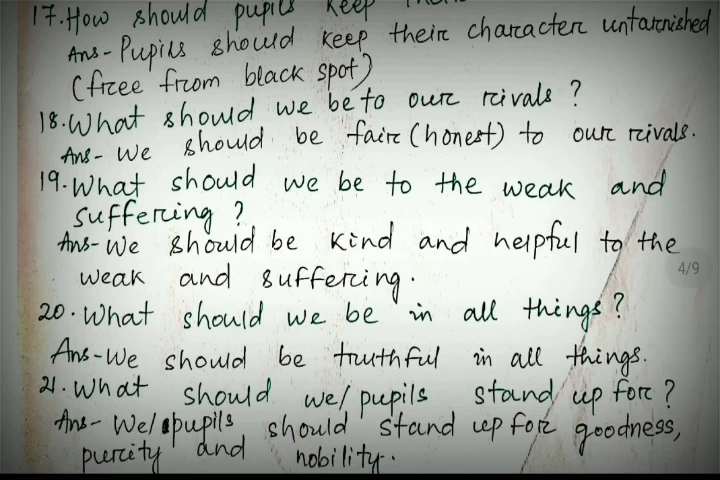 17. How should pupils keep
Ans- Pupils should keep their character untarnished
(free from black spot)
18. What should we be to our rivals ?
Ans- We should be fair (honest) to our rivals.
19. What should we be to the weak and
suffering ?
Ans- We should be kind and helpful to the
weak and suffering.
20. What should we be in all things ?
Ans- We should be truthful in all things.
21. What should we/ pupils stand up for ?
Ans- We/ pupils should stand up for goodness,
purity and nobility.
4/9